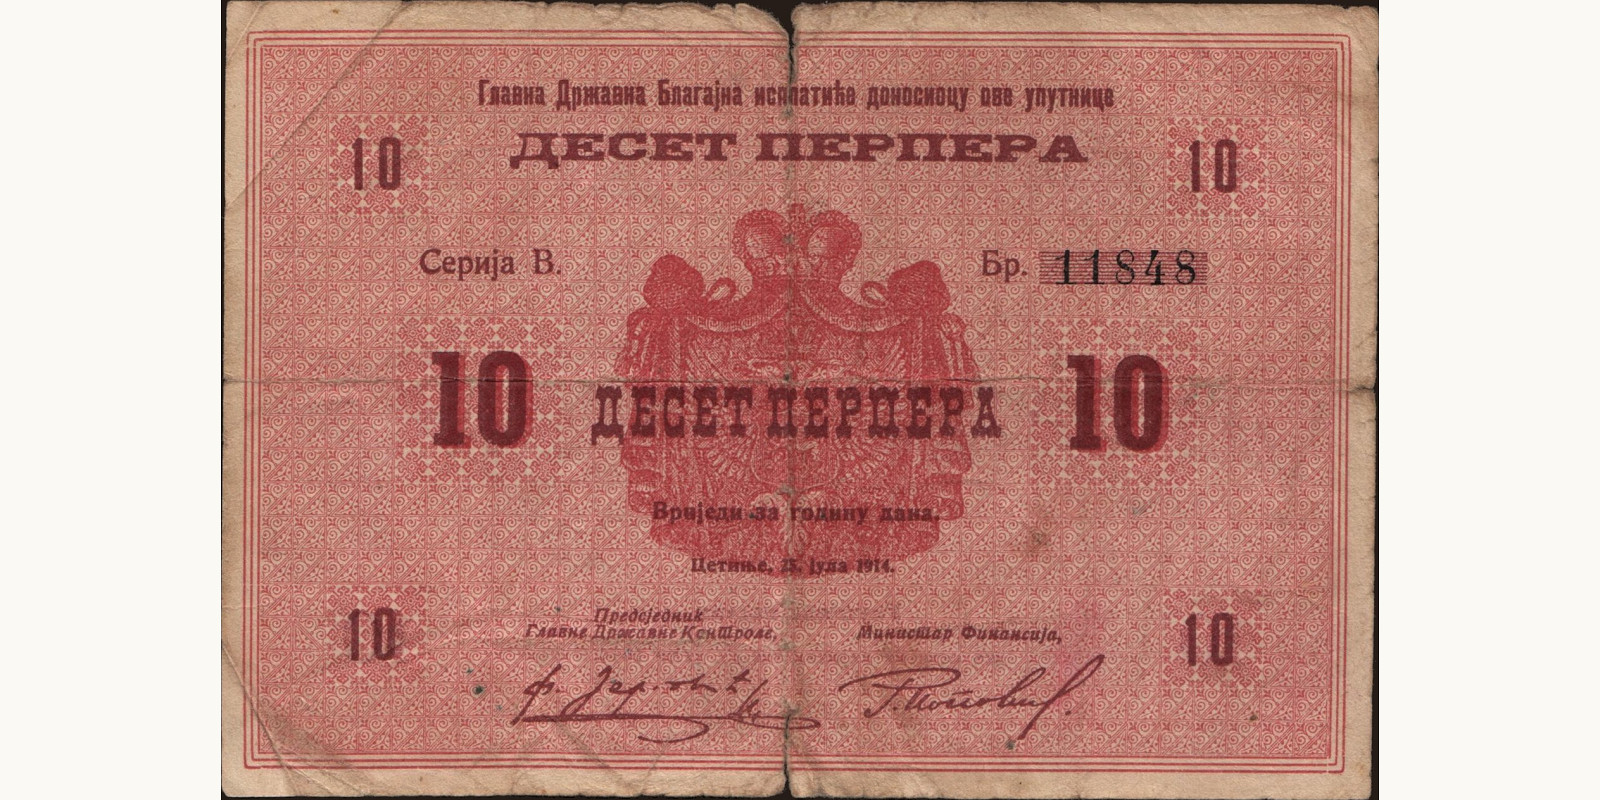 Главна Државна Благајна исплатиће доносиоцу ове упутнице
ДЕСЕТ ПЕРПЕРА
10 10
Серија В. Бр. 11848
10 ДЕСЕТ ПЕРПЕРА 10
Вриједи за годину дана.
Цетиње, 25. јула 1914.
Предсједник
Главне Државне Контроле, Министар Финансија,
10 10
Р. Поповић